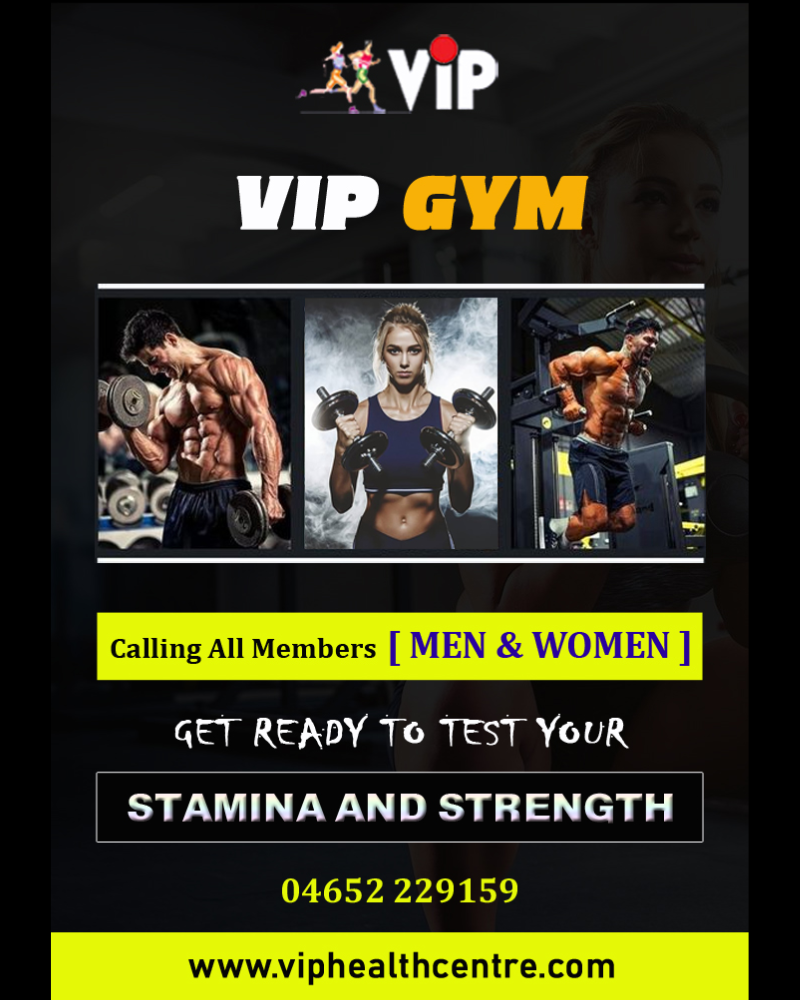 ViP
VIP GYM
Calling All Members [ MEN & WOMEN ]
GET READY TO TEST YOUR
STAMINA AND STRENGTH
04652 229159
www.viphealthcentre.com